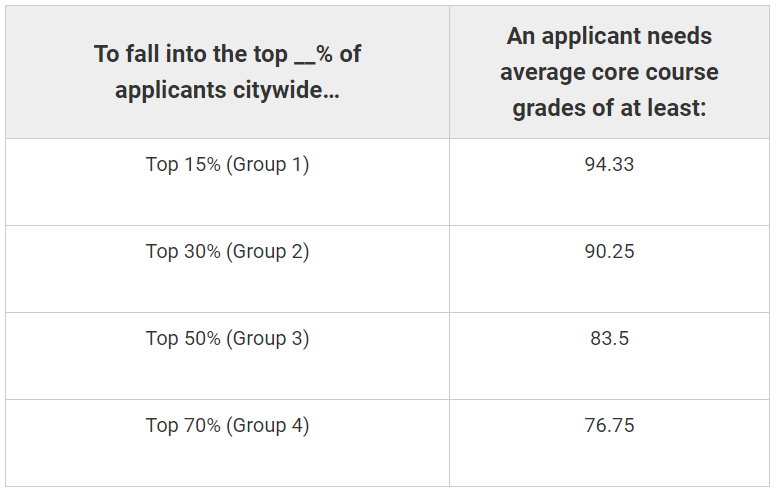 To fall into the top __% of
applicants citywide…
An applicant needs
average core course
grades of at least:
Top 15% (Group 1)
94.33
Top 30% (Group 2)
90.25
Top 50% (Group 3)
83.5
Top 70% (Group 4)
76.75